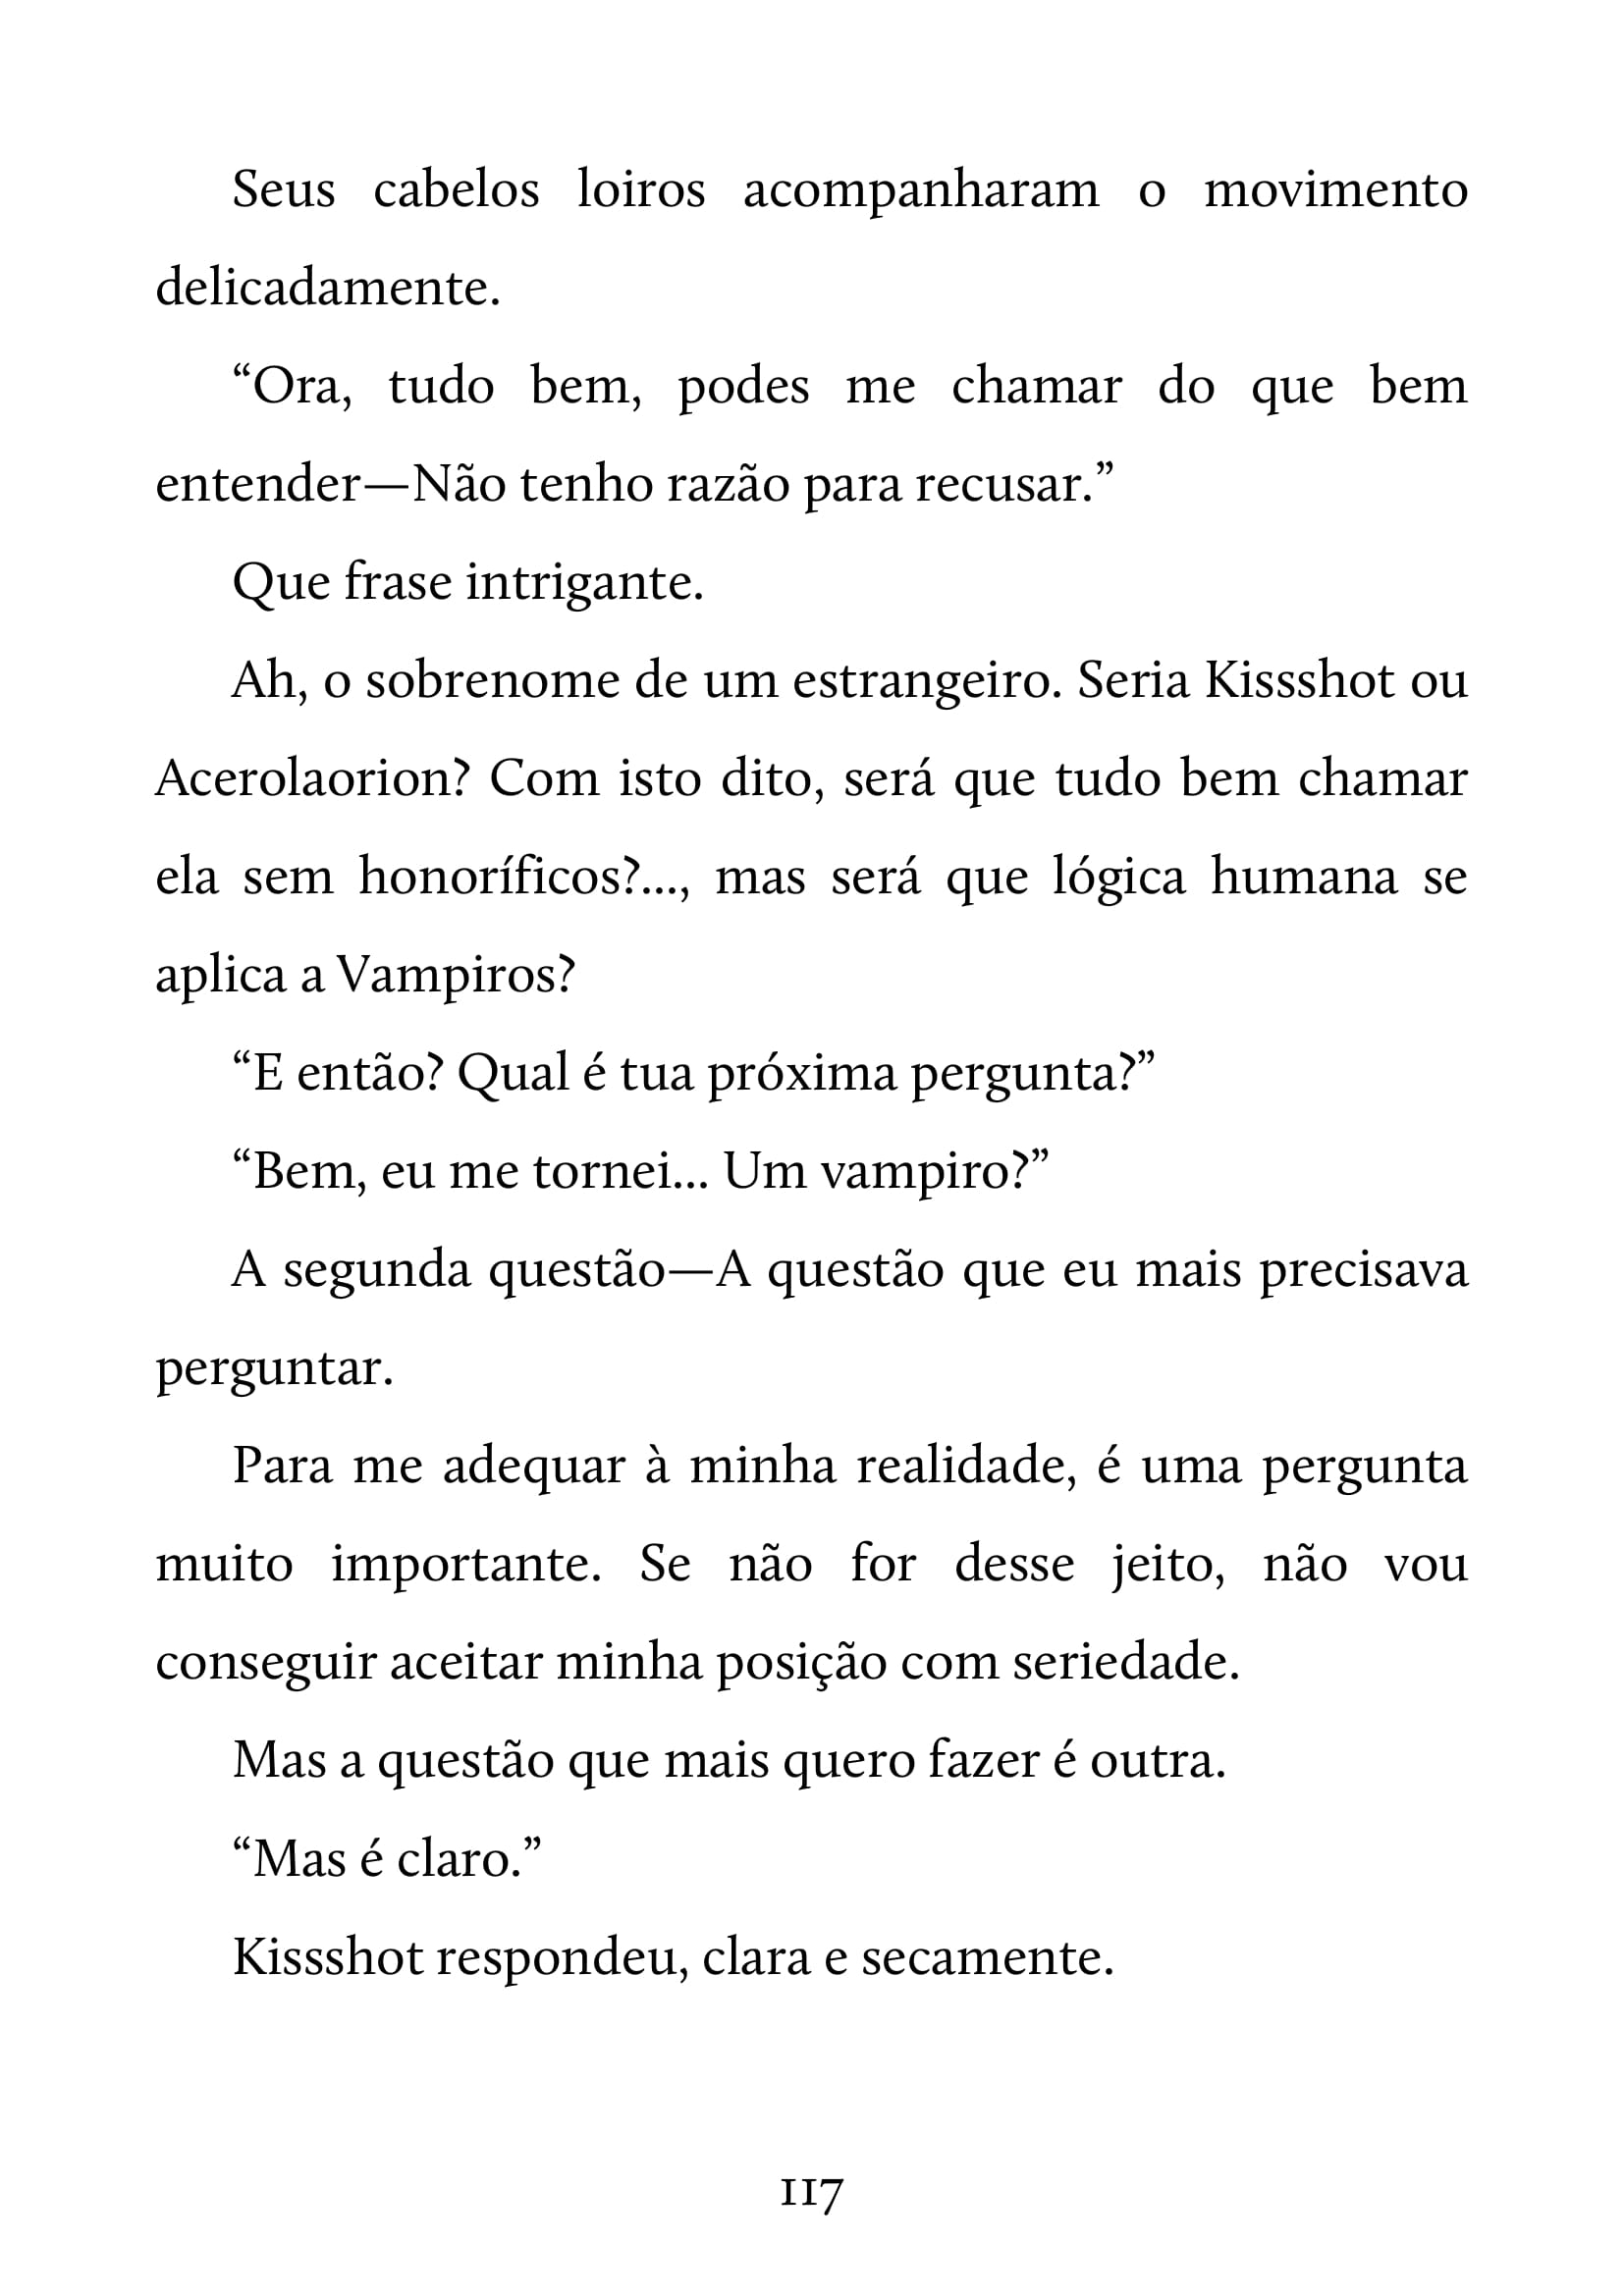 Seus cabelos loiros acompanharam o movimento
delicadamente.
“Ora, tudo bem, podes me chamar do que bem
entender—Não tenho razão para recusar.”
Que frase intrigante.
Ah, o sobrenome de um estrangeiro. Seria Kissshot ou
Acerolaorion? Com isto dito, será que tudo bem chamar
ela sem honoríficos?..., mas será que lógica humana se
aplica a Vampiros?
“E então? Qual é tua próxima pergunta?”
“Bem, eu me tornei... Um vampiro?”
A segunda questão—A questão que eu mais precisava
perguntar.
Para me adequar à minha realidade, é uma pergunta
muito importante. Se não for desse jeito, não vou
conseguir aceitar minha posição com seriedade.
Mas a questão que mais quero fazer é outra.
“Mas é claro.”
Kissshot respondeu, clara e secamente.
117